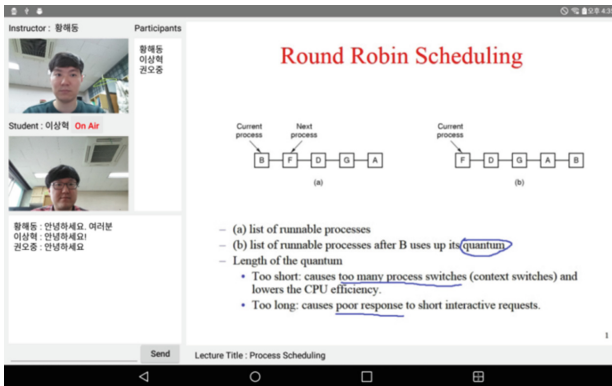 오후 4:35
Instructor : 황해동
Participants
황해동
이상혁
권오중
Student : 이상혁 On Air
황해동 : 안녕하세요. 여러분
이상혁 : 안녕하세요!
권오중 : 안녕하세요
Send
Round Robin Scheduling
Current process
Next process
B F D G A
(a)
Current process
F D G A B
(b)
– (a) list of runnable processes
– (b) list of runnable processes after B uses up its quantum
– Length of the quantum
• Too short: causes too many process switches (context switches) and
lowers the CPU efficiency.
• Too long: causes poor response to short interactive requests.
1
Lecture Title : Process Scheduling